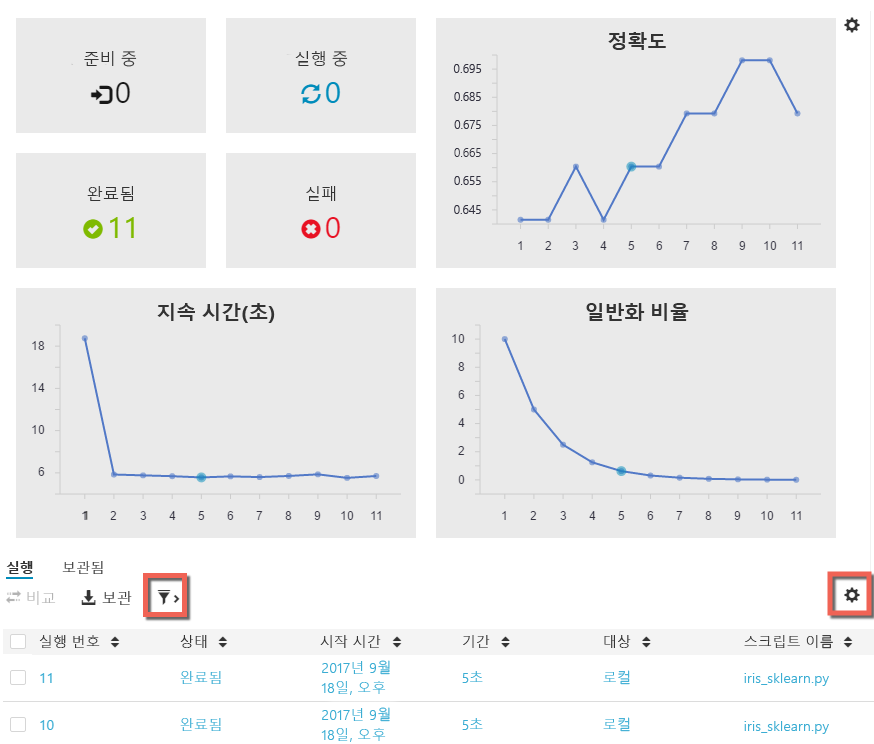 준비 중
0
실행 중
0
완료됨
11
실패
0
정확도
0.695
0.685
0.675
0.665
0.655
0.645
1 2 3 4 5 6 7 8 9 10 11
지속 시간(초)
18
14
10
6
1 2 3 4 5 6 7 8 9 10 11
일반화 비율
10
8
6
4
2
0
1 2 3 4 5 6 7 8 9 10 11
실행 보관됨
비교 보관
실행 번호 상태 시작 시간 기간 대상 스크립트 이름
11 완료됨 2017년 9월 18일, 오후 5초 로컬 iris_sklearn.py
10 완료됨 2017년 9월 18일, 오후 5초 로컬 iris_sklearn.py